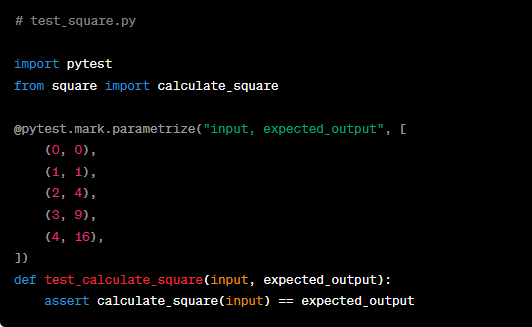 # test_square.py
import pytest
from square import calculate_square
@pytest.mark.parametrize("input, expected_output", [
    (0, 0),
    (1, 1),
    (2, 4),
    (3, 9),
    (4, 16),
])
def test_calculate_square(input, expected_output):
    assert calculate_square(input) == expected_output